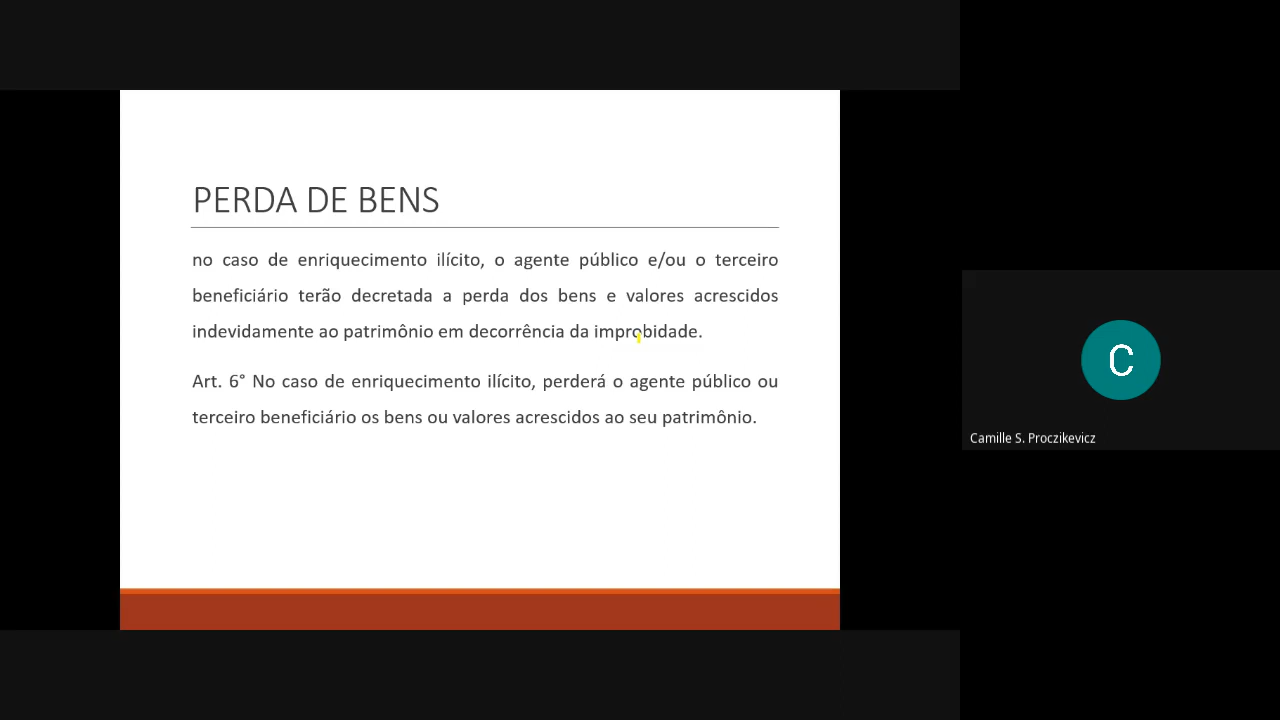 PERDA DE BENS
no caso de enriquecimento ilícito, o agente público e/ou o terceiro
beneficiário terão decretada a perda dos bens e valores acrescidos
indevidamente ao patrimônio em decorrência da improbidade.
Art. 6° No caso de enriquecimento ilícito, perderá o agente público ou
terceiro beneficiário os bens ou valores acrescidos ao seu patrimônio.
C
Camille S. Proczikevicz